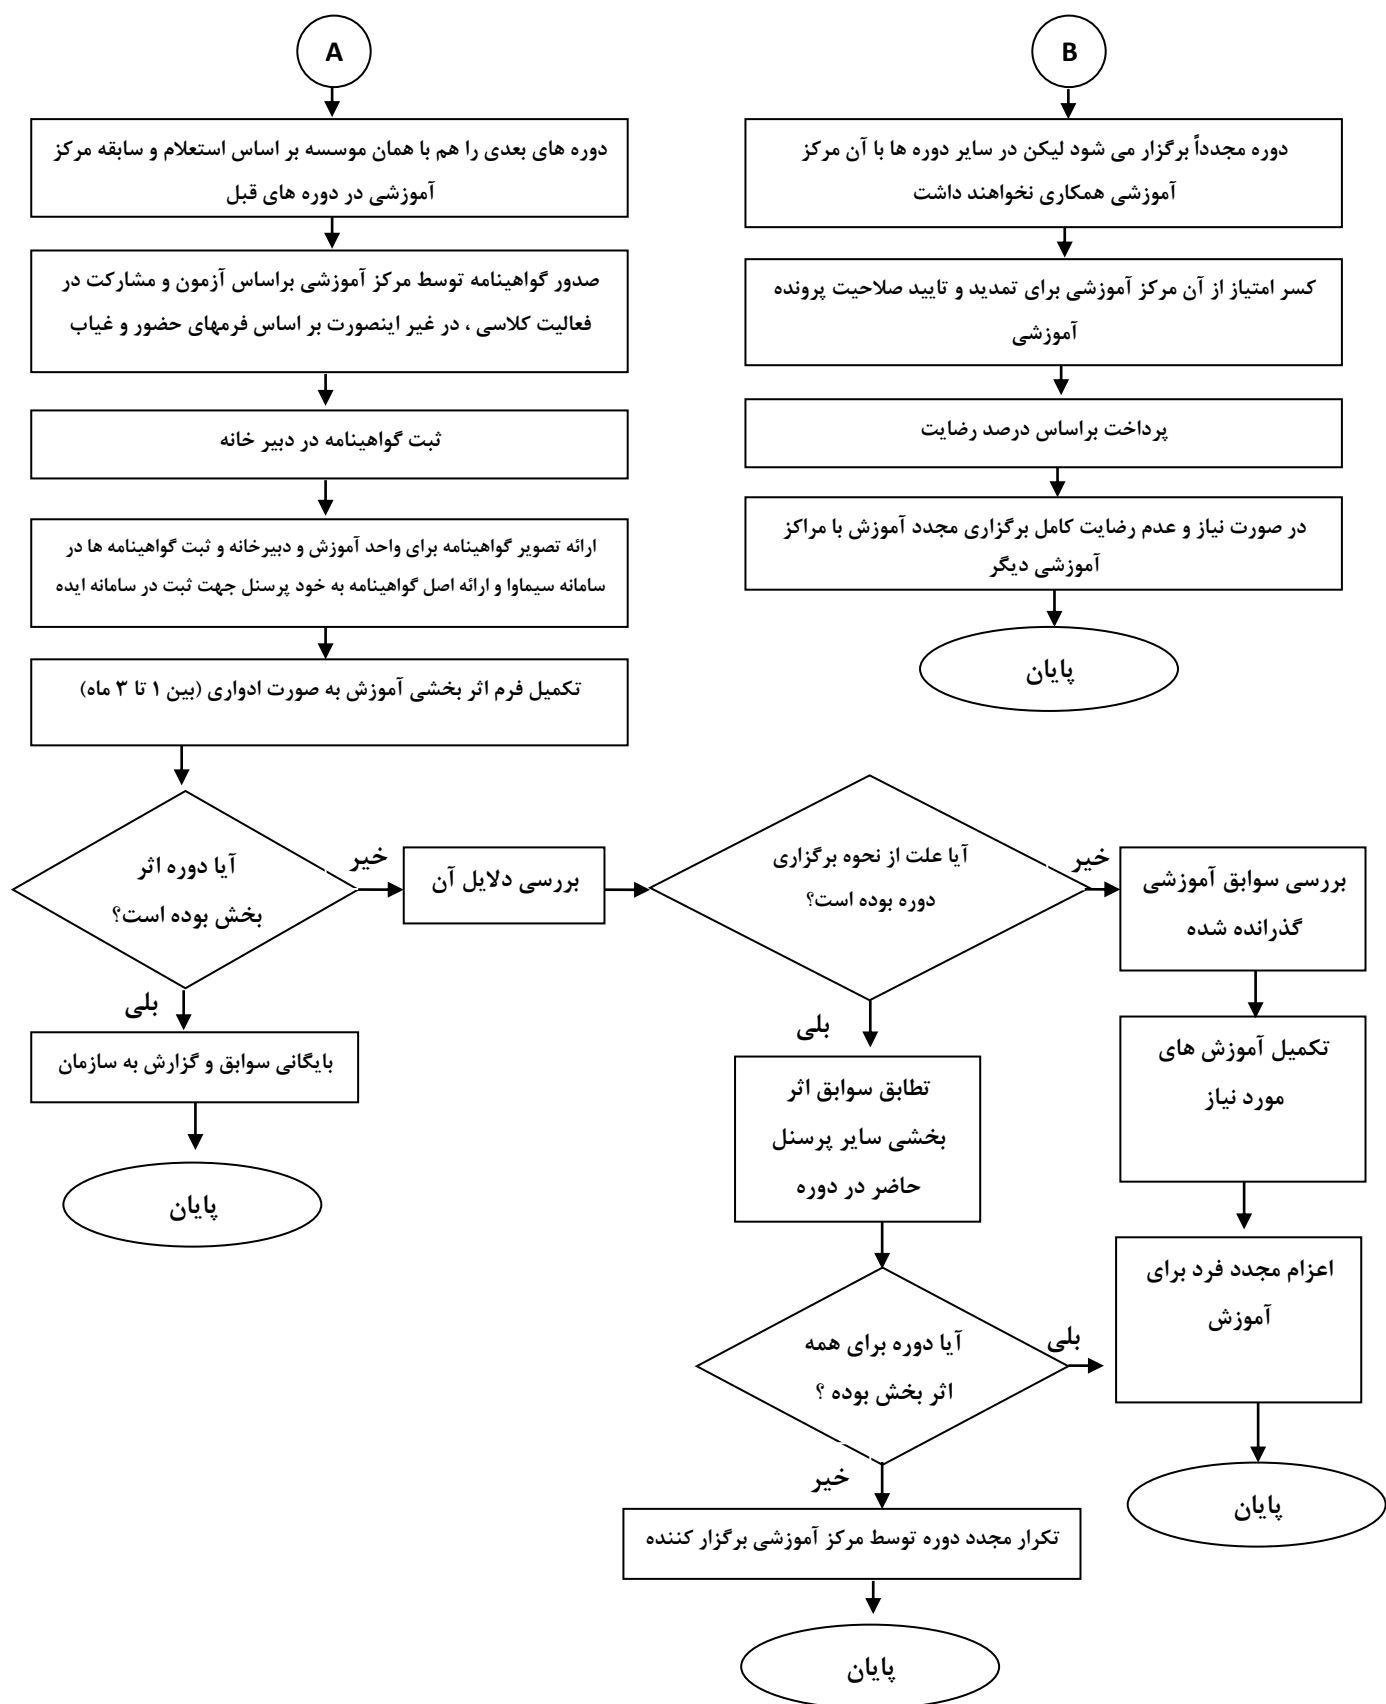 A
دوره های بعدی را هم با همان موسسه بر اساس استعلام و سابقه مرکز
آموزشی در دوره های قبل
صدور گواهینامه توسط مرکز آموزشی براساس آزمون و مشارکت در
فعالیت کلاسی ، در غیر اینصورت بر اساس فرمهای حضور و غیاب
ثبت گواهینامه در دبیر خانه
ارائه تصویر گواهینامه برای واحد آموزش و دبیرخانه و ثبت گواهینامه ها در
سامانه سیماوا و ارائه اصل گواهینامه به خود پرسنل جهت ثبت در سامانه ایده
تکمیل فرم اثر بخشی آموزش به صورت ادواری (بین ۱ تا ۳ ماه)
B
دوره مجدداً برگزار می شود لیکن در سایر دوره ها با آن مرکز
آموزشی همکاری نخواهند داشت
کسر امتیاز از آن مرکز آموزشی برای تمدید و تایید صلاحیت پرونده
آموزشی
پرداخت براساس درصد رضایت
در صورت نیاز و عدم رضایت کامل برگزاری مجدد آموزش با مراکز
آموزشی دیگر
پایان
آیا دوره اثر
بخش بوده است؟
خیر
بررسی دلایل آن
آیا علت از نحوه برگزاری
دوره بوده است؟
خیر
بررسی سوابق آموزشی
گذرانده شده
بلی
بایگانی سوابق و گزارش به سازمان
پایان
بلی
تطابق سوابق اثر
بخشی سایر پرسنل
حاضر در دوره
تکمیل آموزش های
مورد نیاز
آیا دوره برای همه
اثر بخش بوده ؟
بلی
اعزام مجدد فرد برای
آموزش
پایان
خیر
تکرار مجدد دوره توسط مرکز آموزشی برگزار کننده
پایان